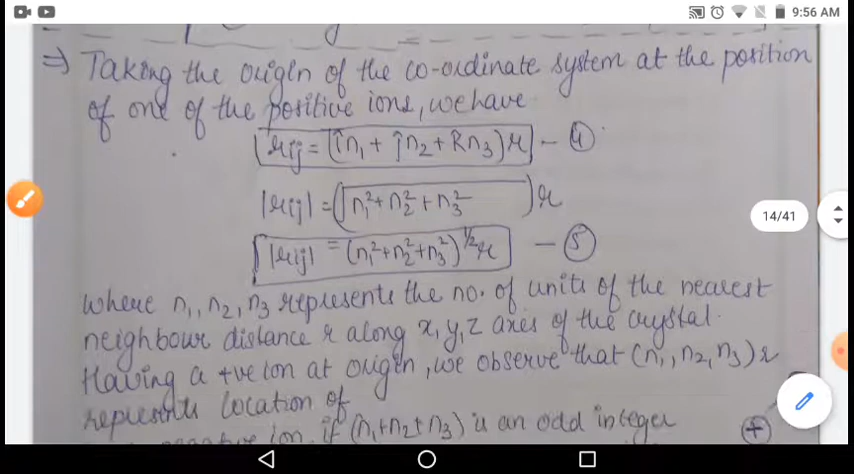 9:56 AM
⇒ Taking the origin of the co-ordinate system at the position
of one of the positive ions, we have
rij = (în₁ + ĵn₂ + k̂n₃)r — ④
|rij| = (√n₁² + n₂² + n₃²)r
|rij| = (n₁² + n₂² + n₃²)^1/2 r — ⑤
14/41
where n₁, n₂, n₃ represents the no. of units of the nearest
neighbour distance r along x, y, z axes of the crystal.
Having a +ve ion at origin, we observe that (n₁, n₂, n₃) r
represents location of
negative ion, if (n₁+n₂+n₃) is an odd integer
+